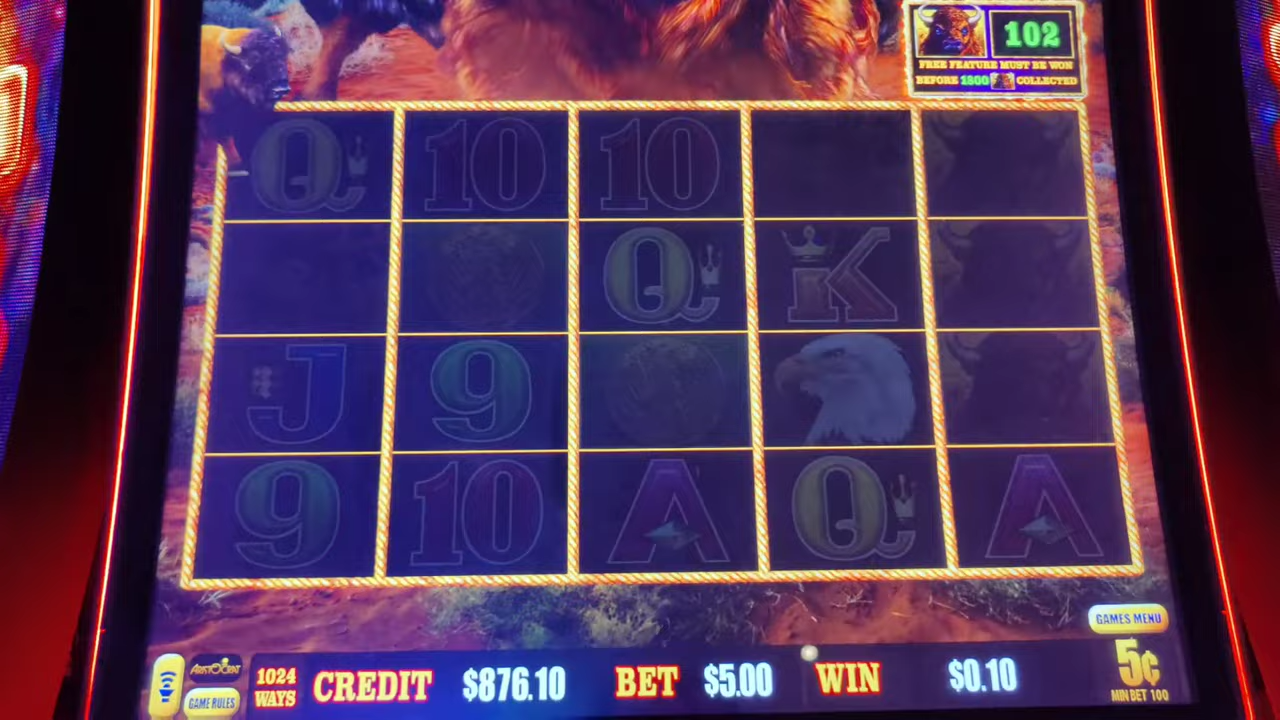 102
FREE FEATURE MUST BE WON
BEFORE 1800 COLLECTED
Q 10 10
Q K
J 9
9 10 A Q A
GAMES MENU
ARISTOCRAT
GAME RULES
1024 WAYS
CREDIT $876.10 BET $5.00 WIN $0.10
5¢
MIN BET 100